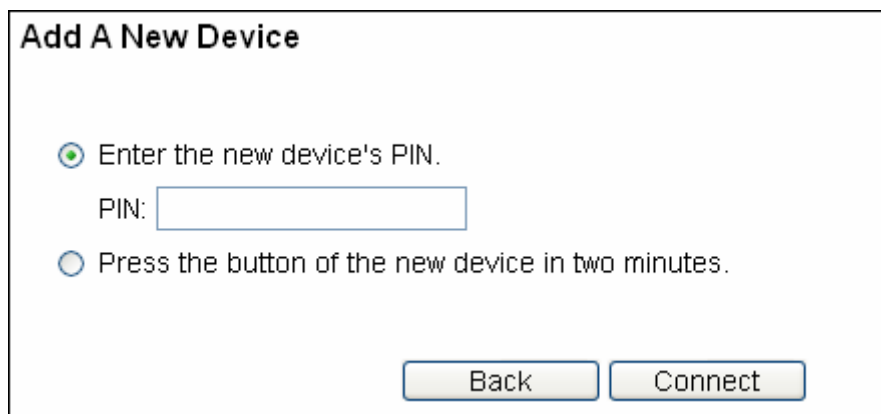 Add A New Device
Enter the new device's PIN.
PIN:
Press the button of the new device in two minutes.
Back Connect